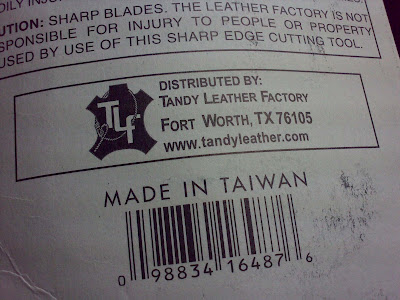 UTION: SHARP BLADES. THE LEATHER FACTORY IS NOT
SPONSIBLE FOR INJURY TO PEOPLE OR PROPERTY
USED BY USE OF THIS SHARP EDGE CUTTING TOOL.
TLF
DISTRIBUTED BY:
TANDY LEATHER FACTORY
FORT WORTH, TX 76105
www.tandyleather.com
MADE IN TAIWAN
0 98834 16487 6